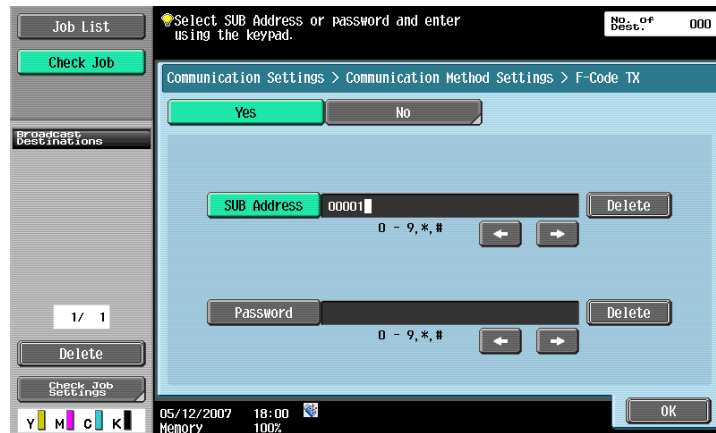 Job List
Check Job
Select SUB Address or password and enter
using the keypad.
No. of
Dest.
000
Communication Settings > Communication Method Settings > F-Code TX
Yes
No
Broadcast
Destinations
SUB Address
00001
Delete
0 - 9,*,#
Password
Delete
0 - 9,*,#
1/ 1
Delete
Check Job
Settings
Y M C K
05/12/2007 18:00
Memory 100%
OK